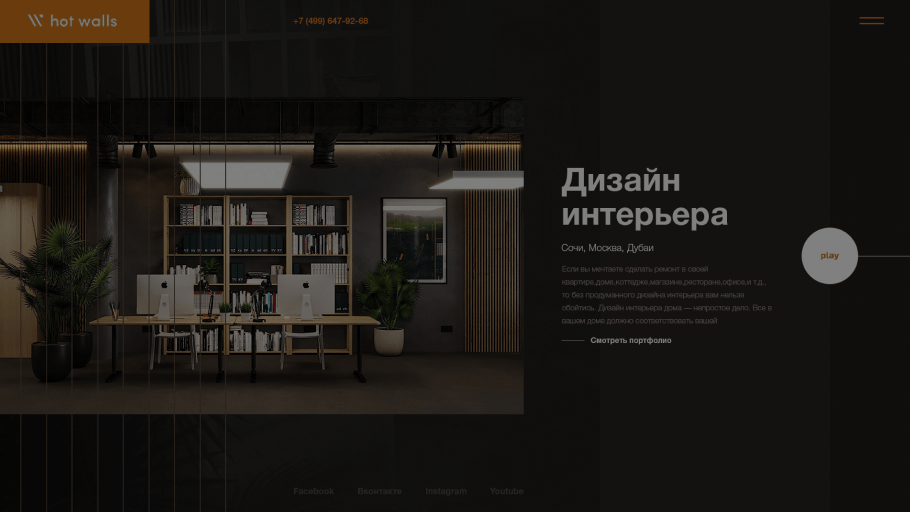 hot walls
+7 (499) 647-92-68
Дизайн
интерьера
Сочи, Москва, Дубаи
Если вы мечтаете сделать ремонт в своей
квартире,доме,коттедже,магазине,ресторане,офисе,и т.д.,
то без продуманного дизайна интерьера вам нельзя
обойтись. Дизайн интерьера дома — непростое дело. Все в
вашем доме должно соответствовать вашей
Смотреть портфолио
play
Facebook Вконтакте Instagram Youtube